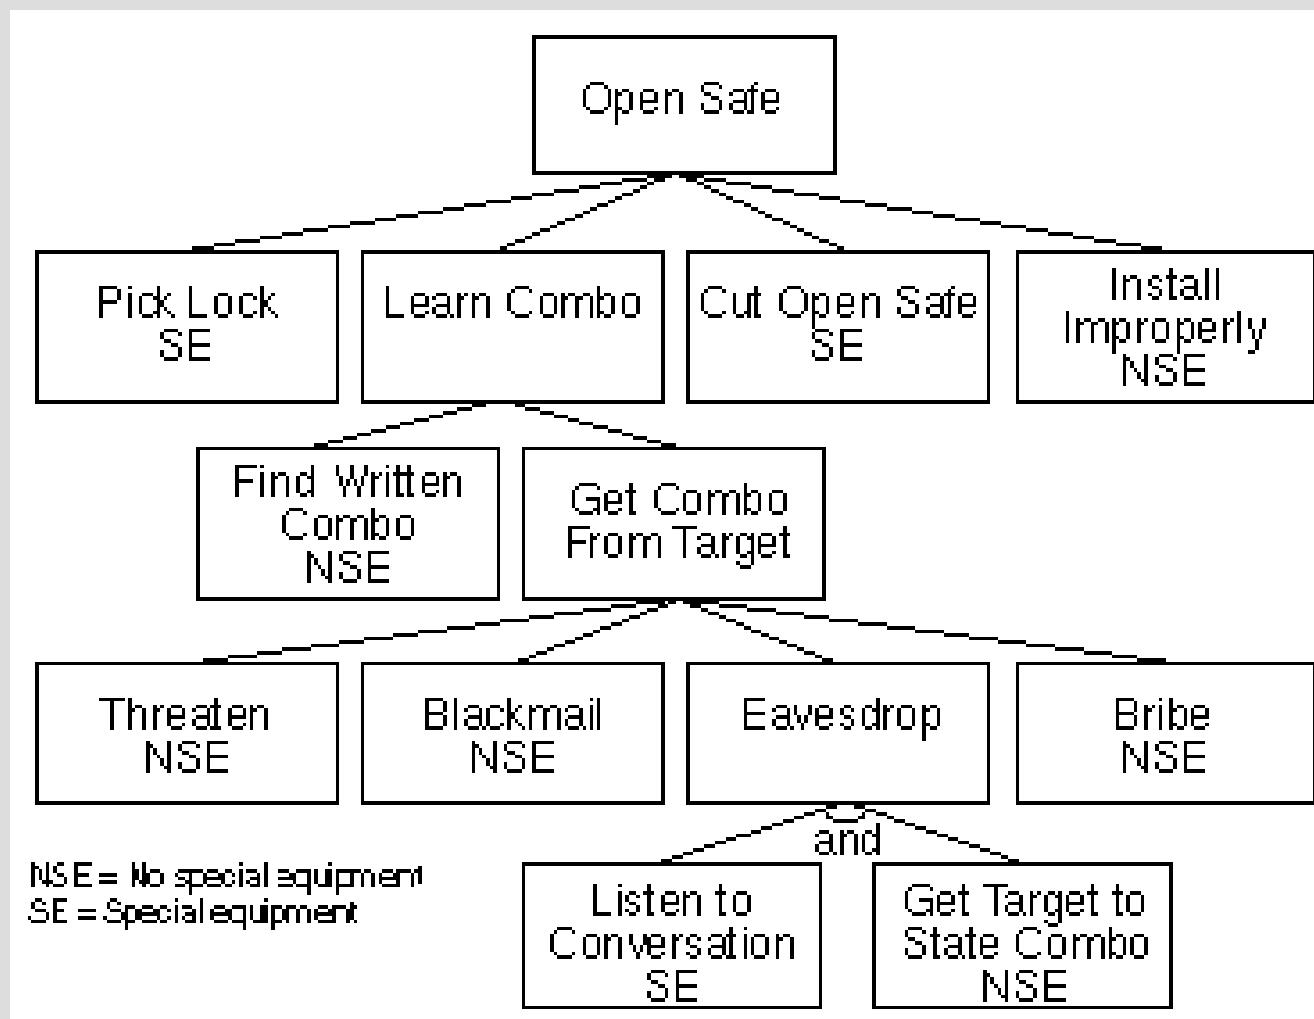 Open Safe
Pick Lock
SE
Learn Combo
Cut Open Safe
SE
Install
Improperly
NSE
Find Written
Combo
NSE
Get Combo
From Target
Threaten
NSE
Blackmail
NSE
Eavesdrop
Bribe
NSE
and
Listen to
Conversation
SE
Get Target to
State Combo
NSE
NSE = No special equipment
SE = Special equipment